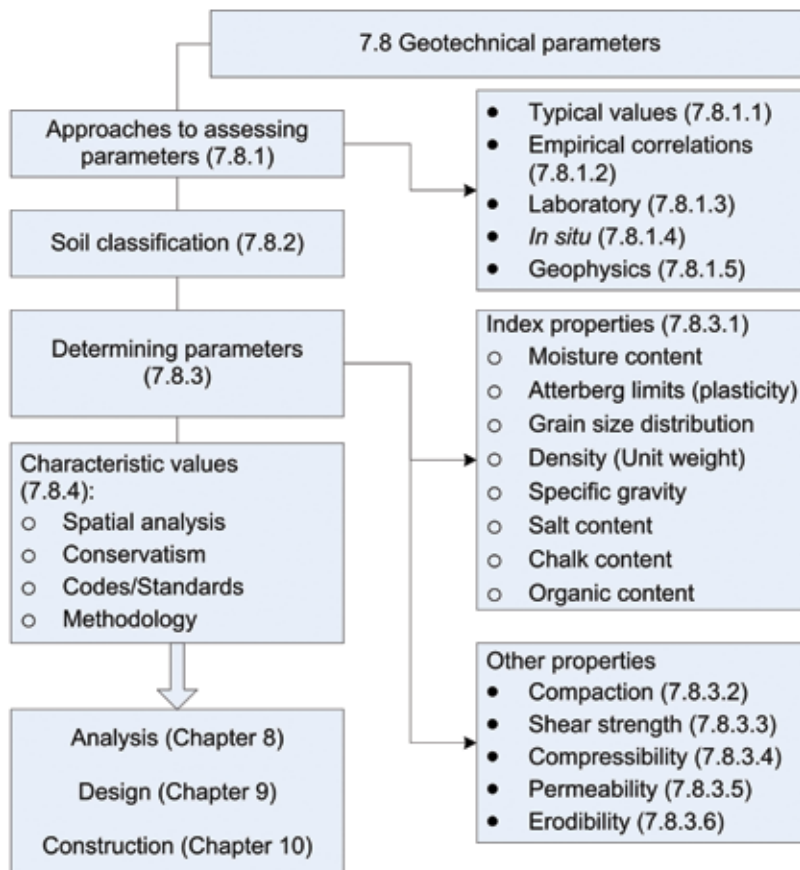 7.8 Geotechnical parameters
Approaches to assessing
parameters (7.8.1)
● Typical values (7.8.1.1)
● Empirical correlations
(7.8.1.2)
● Laboratory (7.8.1.3)
● In situ (7.8.1.4)
● Geophysics (7.8.1.5)
Soil classification (7.8.2)
Determining parameters
(7.8.3)
Index properties (7.8.3.1)
○ Moisture content
○ Atterberg limits (plasticity)
○ Grain size distribution
○ Density (Unit weight)
○ Specific gravity
○ Salt content
○ Chalk content
○ Organic content
Characteristic values
(7.8.4):
○ Spatial analysis
○ Conservatism
○ Codes/Standards
○ Methodology
Other properties
● Compaction (7.8.3.2)
● Shear strength (7.8.3.3)
● Compressibility (7.8.3.4)
● Permeability (7.8.3.5)
● Erodibility (7.8.3.6)
Analysis (Chapter 8)
Design (Chapter 9)
Construction (Chapter 10)